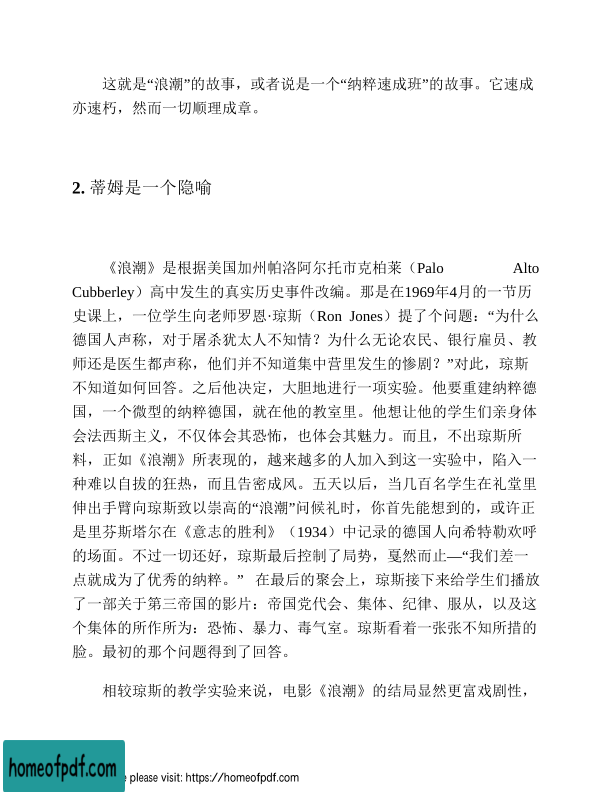 这就是“浪潮”的故事，或者说是一个“纳粹速成班”的故事。它速成
亦速朽，然而一切顺理成章。
2. 蒂姆是一个隐喻
《浪潮》是根据美国加州帕洛阿尔托市克柏莱（Palo Alto
Cubberley）高中发生的真实历史事件改编。那是在1969年4月的一节历
史课上，一位学生向老师罗恩·琼斯（Ron Jones）提了个问题：“为什么
德国人声称，对于屠杀犹太人不知情？为什么无论农民、银行雇员、教
师还是医生都声称，他们并不知道集中营里发生的惨剧？”对此，琼斯
不知道如何回答。之后他决定，大胆地进行一项实验。他要重建纳粹德
国，一个微型的纳粹德国，就在他的教室里。他想让他的学生们亲身体
会法西斯主义，不仅体会其恐怖，也体会其魅力。而且，不出琼斯所
料，正如《浪潮》所表现的，越来越多的人加入到这一实验中，陷入一
种难以自拔的狂热，而且告密成风。五天以后，当几百名学生在礼堂里
伸出手臂向琼斯致以崇高的“浪潮”问候礼时，你首先能想到的，或许正
是里芬斯塔尔在《意志的胜利》（1934）中记录的德国人向希特勒欢呼
的场面。不过一切还好，琼斯最后控制了局势，戛然而止—“我们差一
点就成为了优秀的纳粹。” 在最后的聚会上，琼斯接下来给学生们播放
了一部关于第三帝国的影片：帝国党代会、集体、纪律、服从，以及这
个集体的所作所为：恐怖、暴力、毒气室。琼斯看着一张张不知所措的
脸。最初的那个问题得到了回答。
相较琼斯的教学实验来说，电影《浪潮》的结局显然更富戏剧性，
homeofpdf.com
e please visit: https://homeofpdf.com